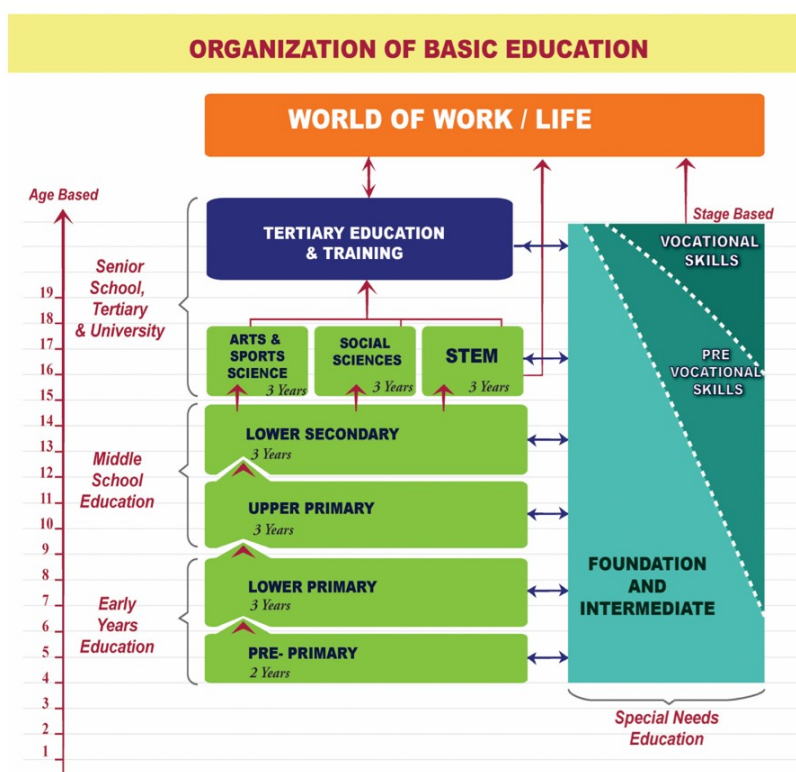 ORGANIZATION OF BASIC EDUCATION
WORLD OF WORK / LIFE
Age Based
Stage Based
TERTIARY EDUCATION
& TRAINING
VOCATIONAL
SKILLS
Senior
School,
Tertiary
& University
ARTS &
SPORTS
SCIENCE
3 Years
SOCIAL
SCIENCES
3 Years
STEM
3 Years
PRE
VOCATIONAL
SKILLS
LOWER SECONDARY
3 Years
Middle
School
Education
UPPER PRIMARY
3 Years
LOWER PRIMARY
3 Years
FOUNDATION
AND
INTERMEDIATE
Early
Years
Education
PRE- PRIMARY
2 Years
Special Needs
Education
19
18
17
16
15
14
13
12
11
10
9
8
7
6
5
4
3
2
1